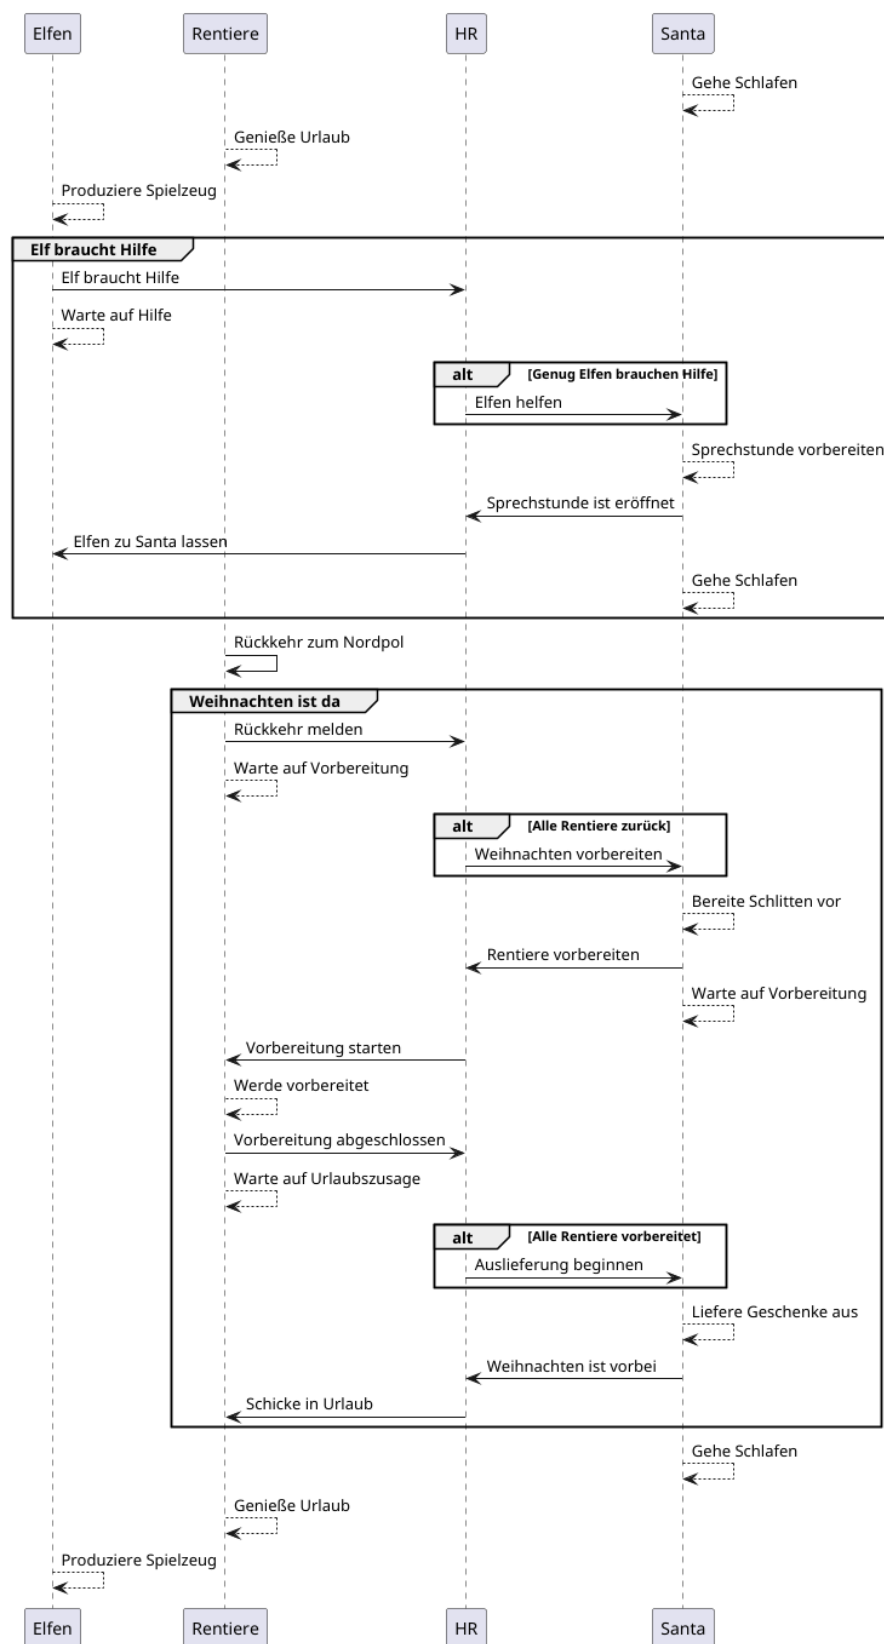 Elfen
Rentiere
HR
Santa
Gehe Schlafen
Genieße Urlaub
Produziere Spielzeug
Elf braucht Hilfe
Elf braucht Hilfe
Warte auf Hilfe
alt [Genug Elfen brauchen Hilfe]
Elfen helfen
Sprechstunde vorbereiten
Sprechstunde ist eröffnet
Elfen zu Santa lassen
Gehe Schlafen
Rückkehr zum Nordpol
Weihnachten ist da
Rückkehr melden
Warte auf Vorbereitung
alt [Alle Rentiere zurück]
Weihnachten vorbereiten
Bereite Schlitten vor
Rentiere vorbereiten
Warte auf Vorbereitung
Vorbereitung starten
Werde vorbereitet
Vorbereitung abgeschlossen
Warte auf Urlaubszusage
alt [Alle Rentiere vorbereitet]
Auslieferung beginnen
Liefere Geschenke aus
Weihnachten ist vorbei
Schicke in Urlaub
Gehe Schlafen
Genieße Urlaub
Produziere Spielzeug
Elfen
Rentiere
HR
Santa